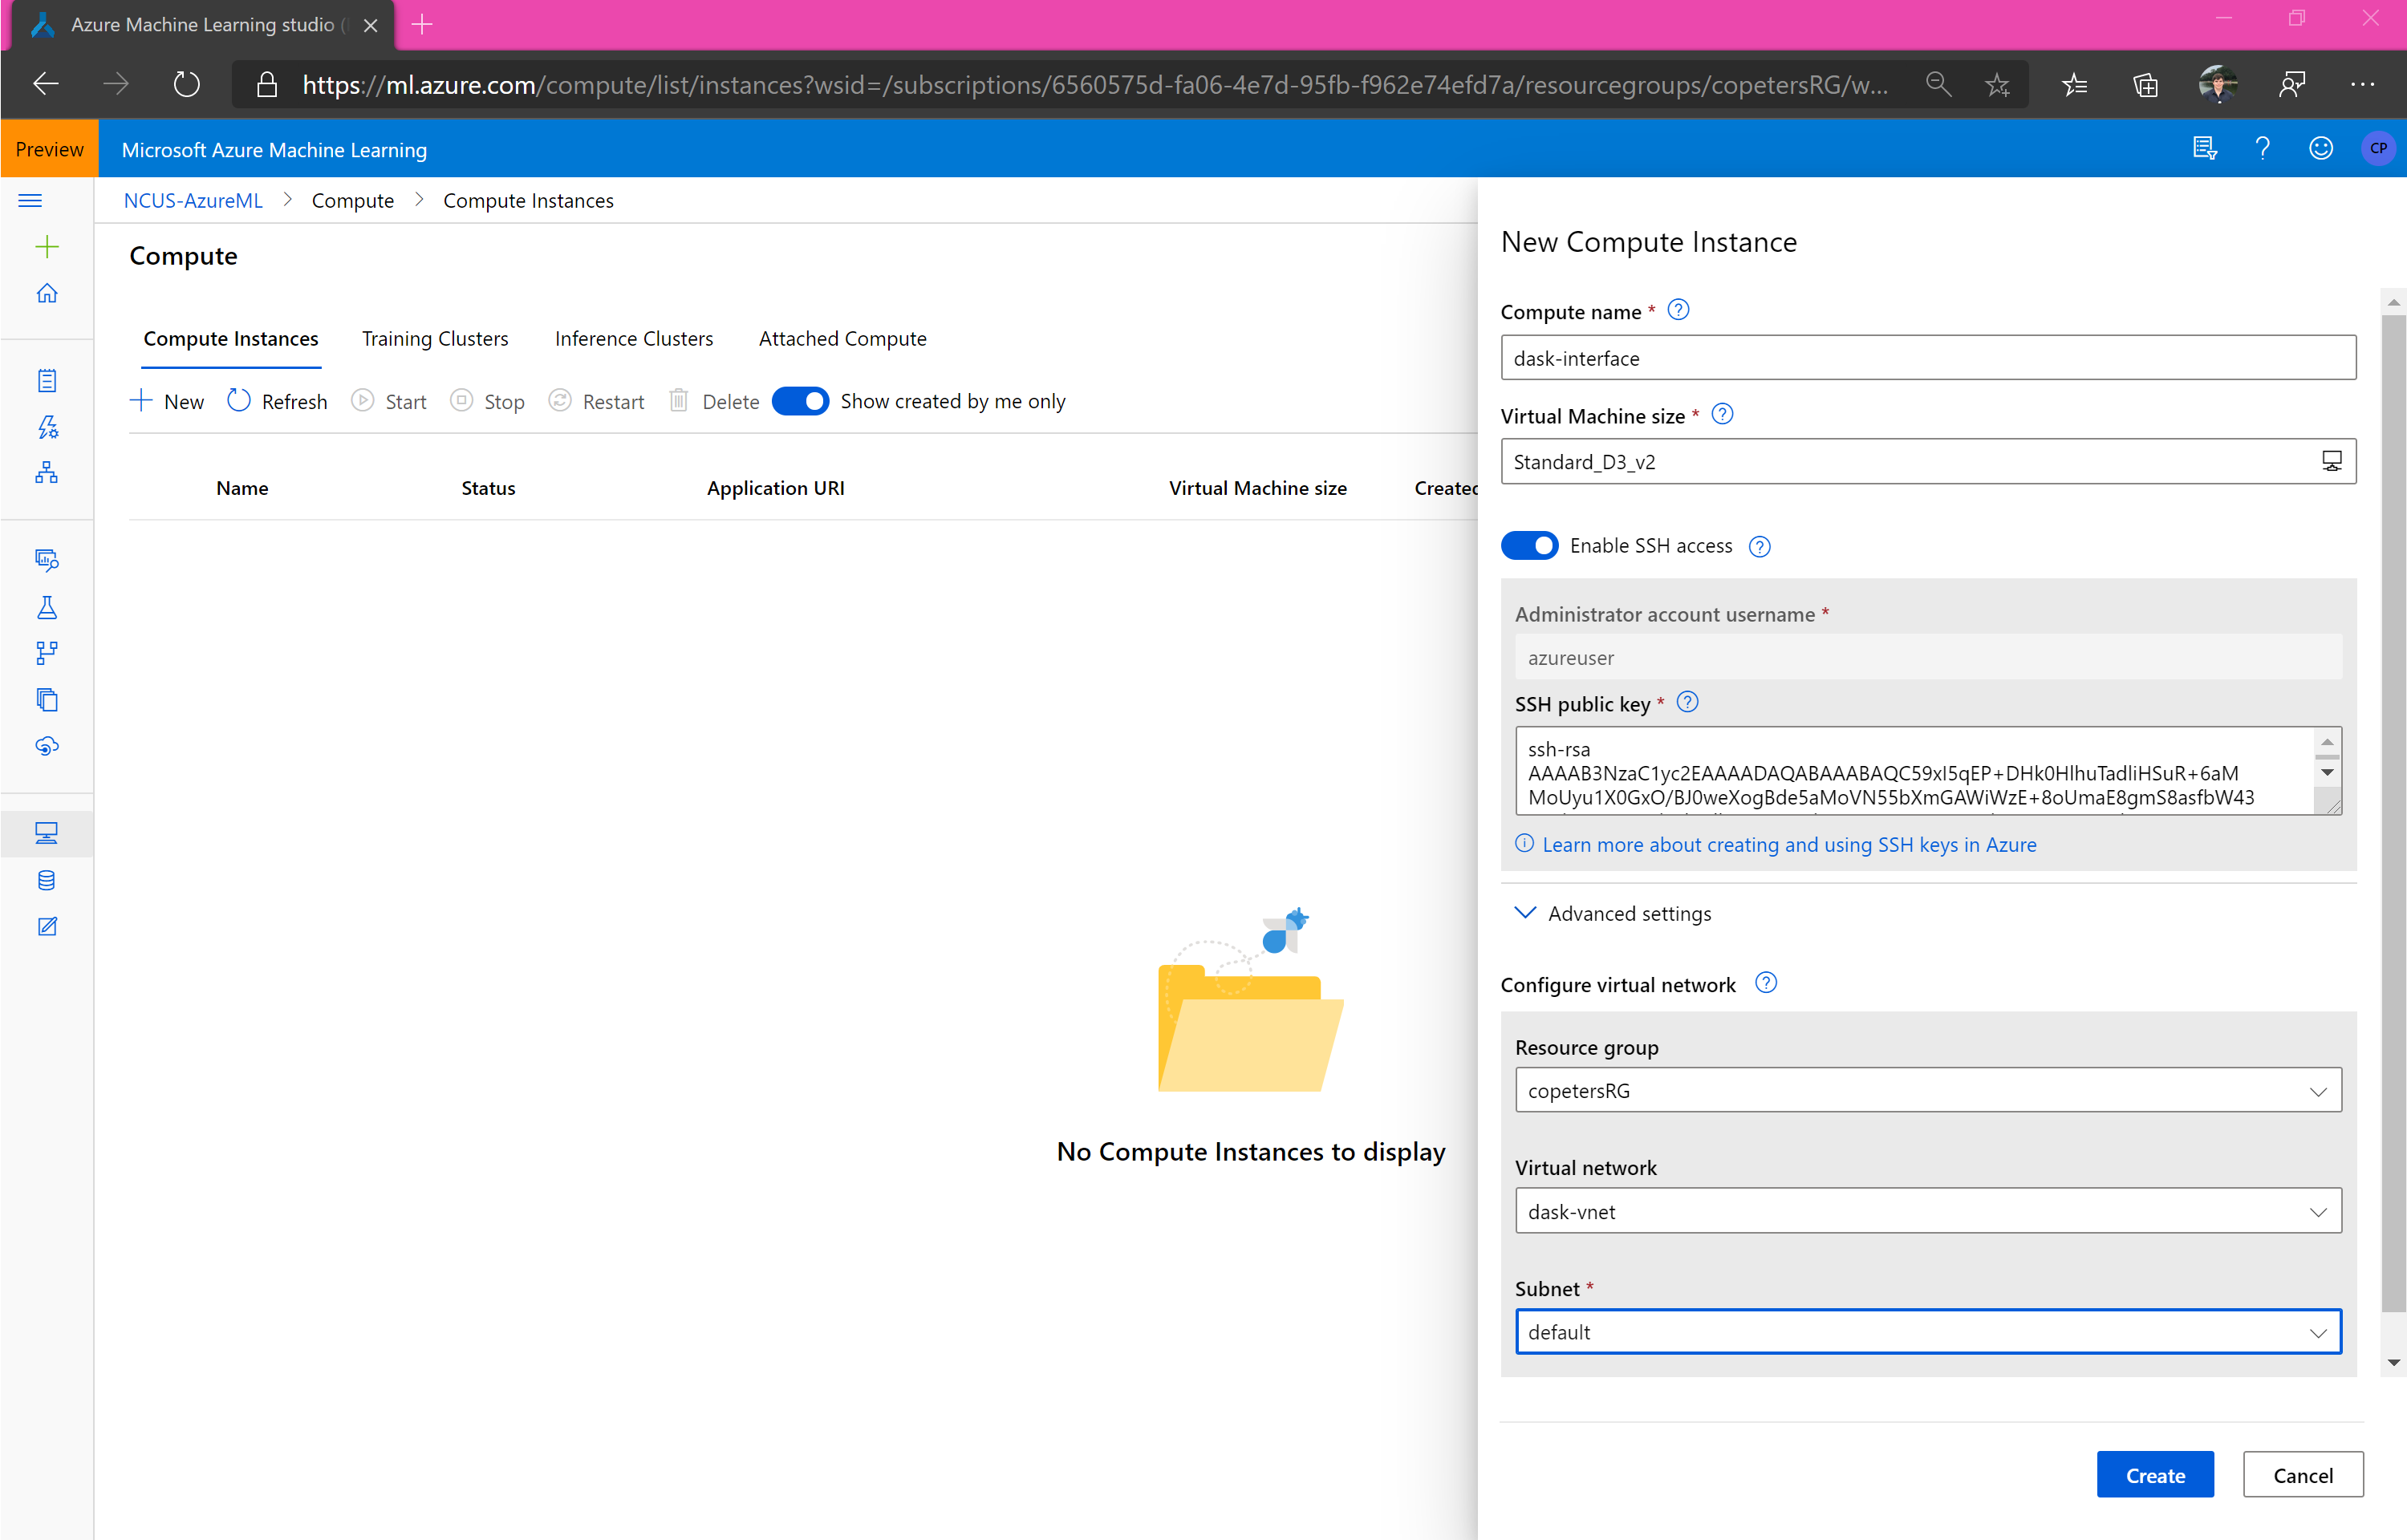 Azure Machine Learning studio (
https://ml.azure.com/compute/list/instances?wsid=/subscriptions/6560575d-fa06-4e7d-95fb-f962e74efd7a/resourcegroups/copetersRG/w...
Preview
Microsoft Azure Machine Learning
CP
NCUS-AzureML > Compute > Compute Instances
Compute
Compute Instances Training Clusters Inference Clusters Attached Compute
New Refresh Start Stop Restart Delete Show created by me only
Name Status Application URI Virtual Machine size Created
No Compute Instances to display
New Compute Instance
Compute name *
dask-interface
Virtual Machine size *
Standard_D3_v2
Enable SSH access
Administrator account username *
azureuser
SSH public key *
ssh-rsa
AAAAB3NzaC1yc2EAAAADAQABAAABAQC59xI5qEP+DHk0HlhuTadliHSuR+6aM
MoUyu1X0GxO/BJ0weXogBde5aMoVN55bXmGAWiWzE+8oUmaE8gmS8asfbW43
Learn more about creating and using SSH keys in Azure
Advanced settings
Configure virtual network
Resource group
copetersRG
Virtual network
dask-vnet
Subnet *
default
Create Cancel